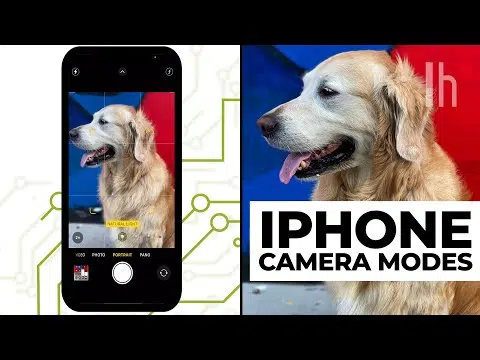 NATURAL LIGHT
VIDEO PHOTO PORTRAIT PANO
lh
IPHONE
CAMERA MODES